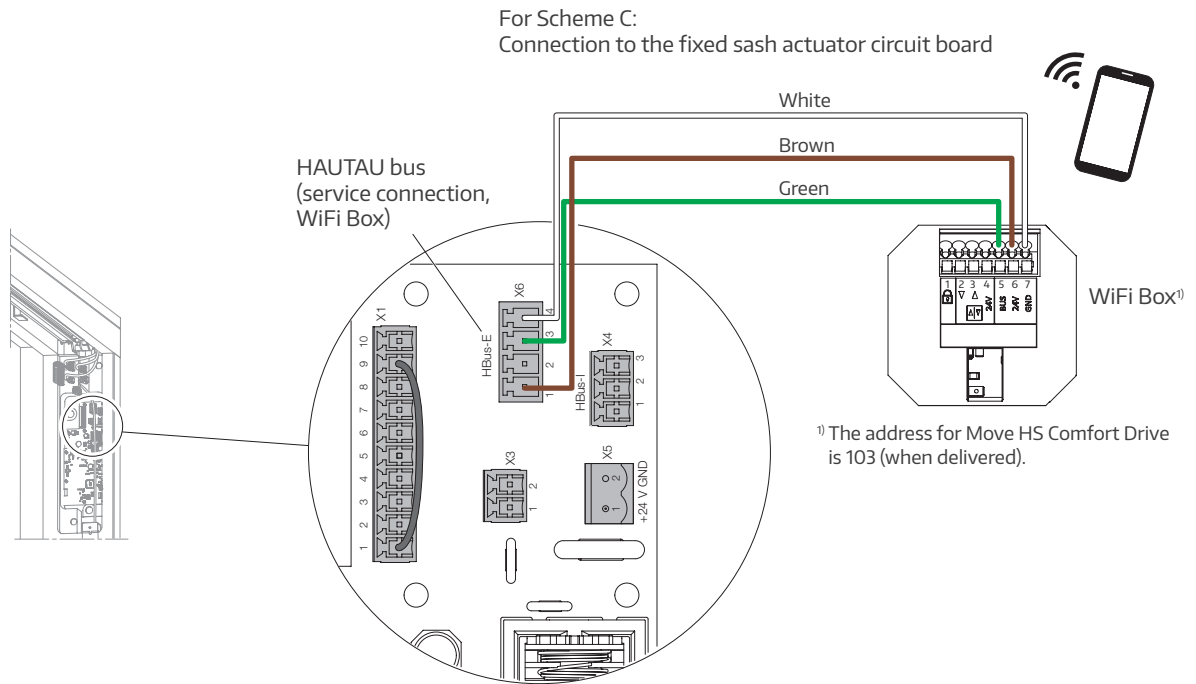 For Scheme C:
Connection to the fixed sash actuator circuit board
White
Brown
Green
HAUTAU bus
(service connection,
WiFi Box)
X6
HBus-E
4
3
2
1
X1
10
9
8
7
6
5
4
3
2
1
X4
HBus-I
3
2
1
X3
2
1
X5
2
1
+24 V GND
1 2 3 4 5 6 7
24V BUS 24V GND
WiFi Box¹⁾
¹⁾ The address for Move HS Comfort Drive
is 103 (when delivered).